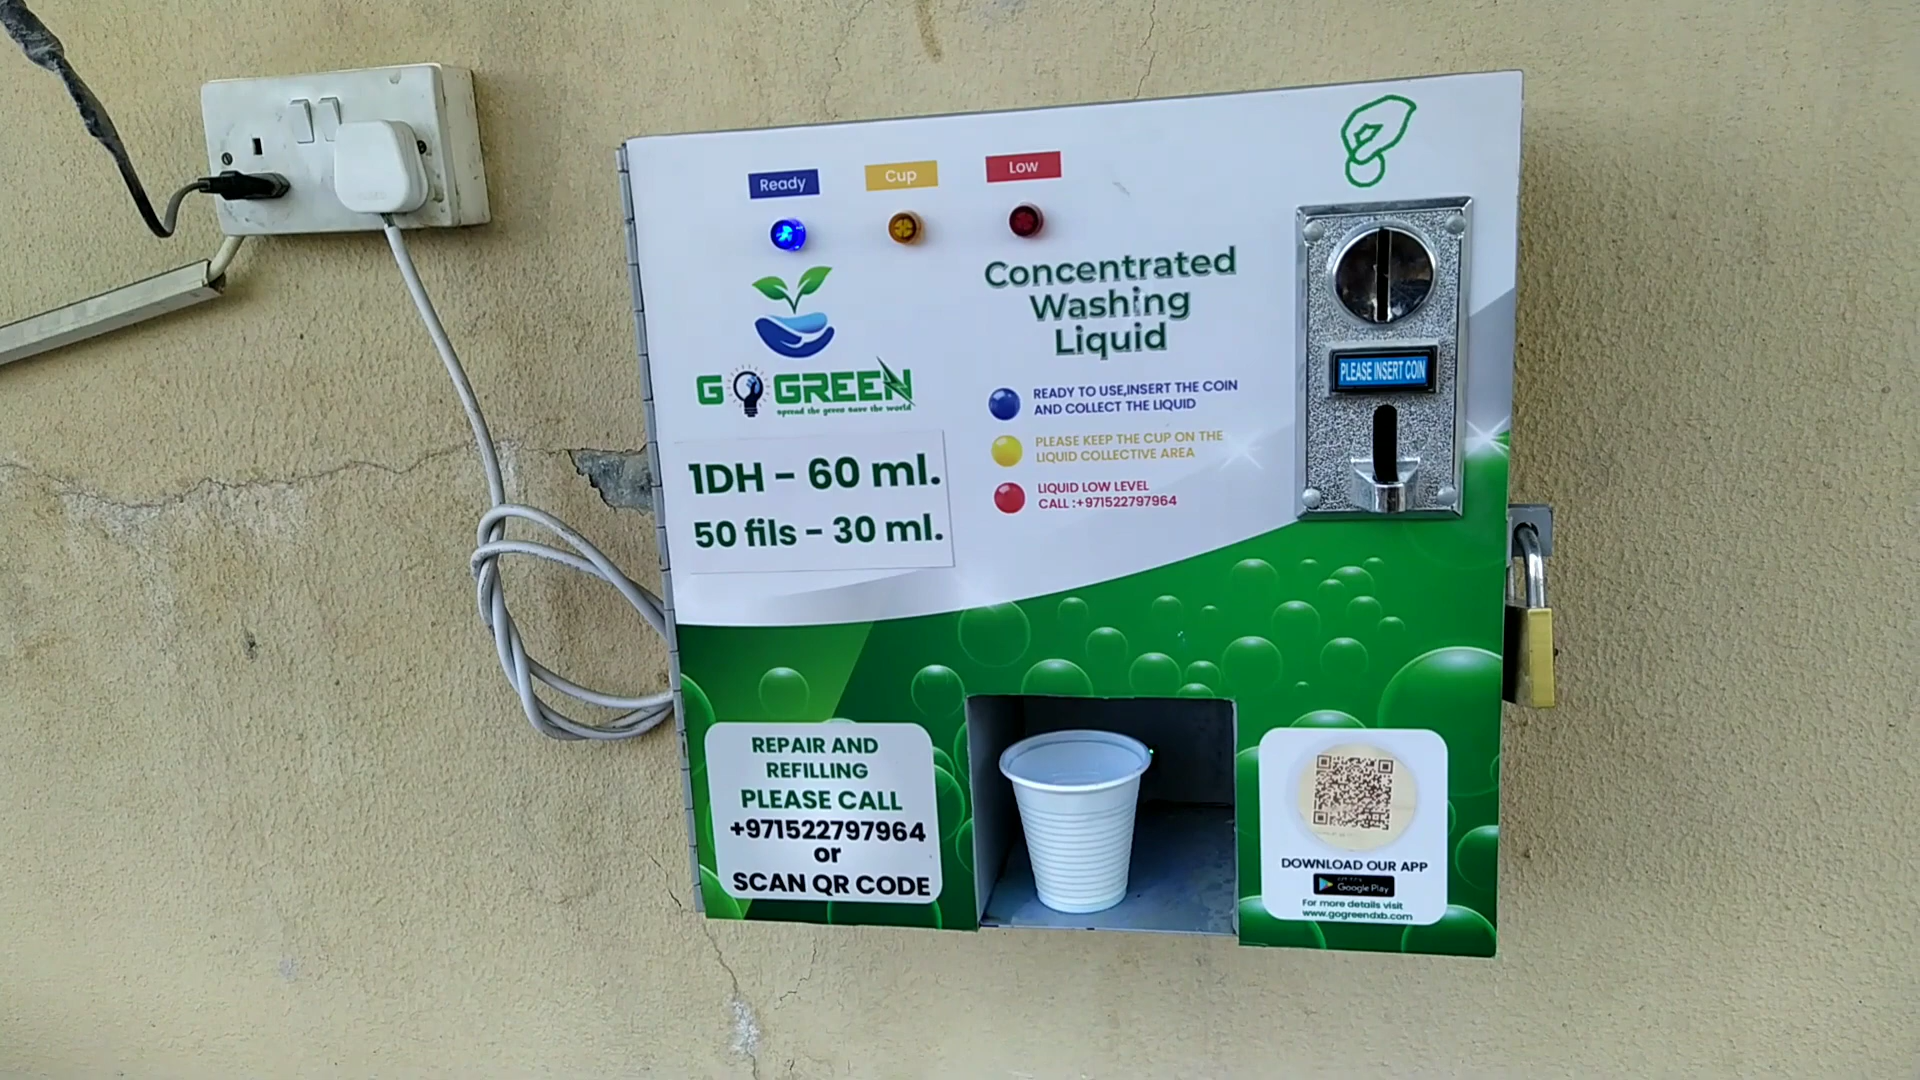 Ready
Cup
Low
Concentrated
Washing
Liquid
GO GREEN
spread the green save the world
1DH - 60 ml.
50 fils - 30 ml.
READY TO USE,INSERT THE COIN
AND COLLECT THE LIQUID
PLEASE KEEP THE CUP ON THE
LIQUID COLLECTIVE AREA
LIQUID LOW LEVEL
CALL :+971522797964
PLEASE INSERT COIN
REPAIR AND
REFILLING
PLEASE CALL
+971522797964
or
SCAN QR CODE
DOWNLOAD OUR APP
Google Play
For more details visit
www.gogreendxb.com